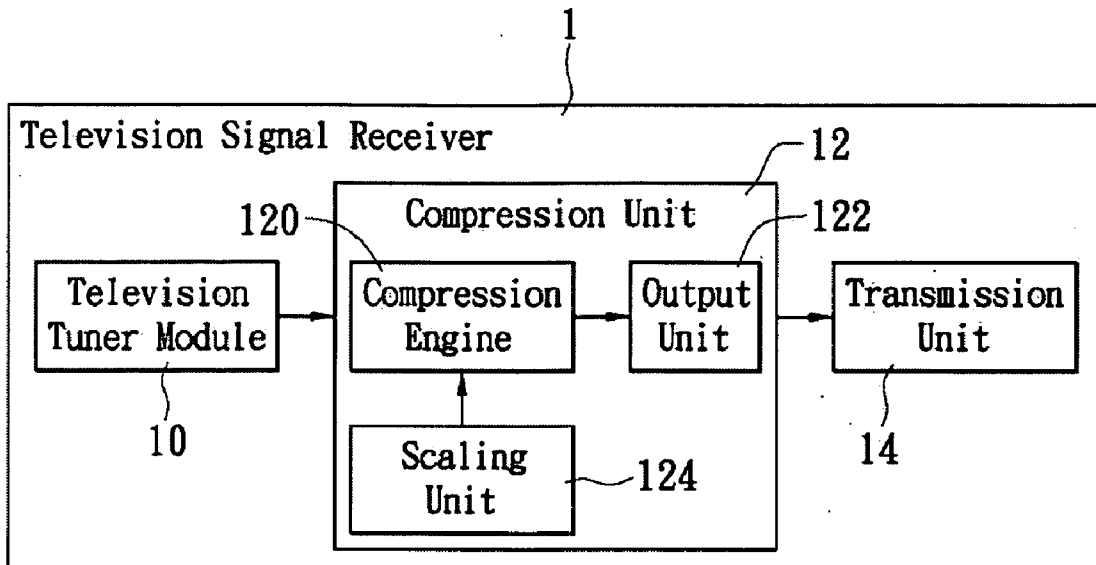 1
Television Signal Receiver
12
120
Compression Unit
122
Television
Tuner Module
Compression
Engine
Output
Unit
Transmission
Unit
10
Scaling
Unit
124
14